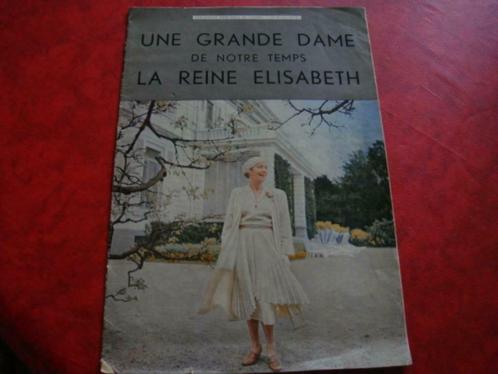 UNE GRANDE DAME
DE NOTRE TEMPS
LA REINE ELISABETH